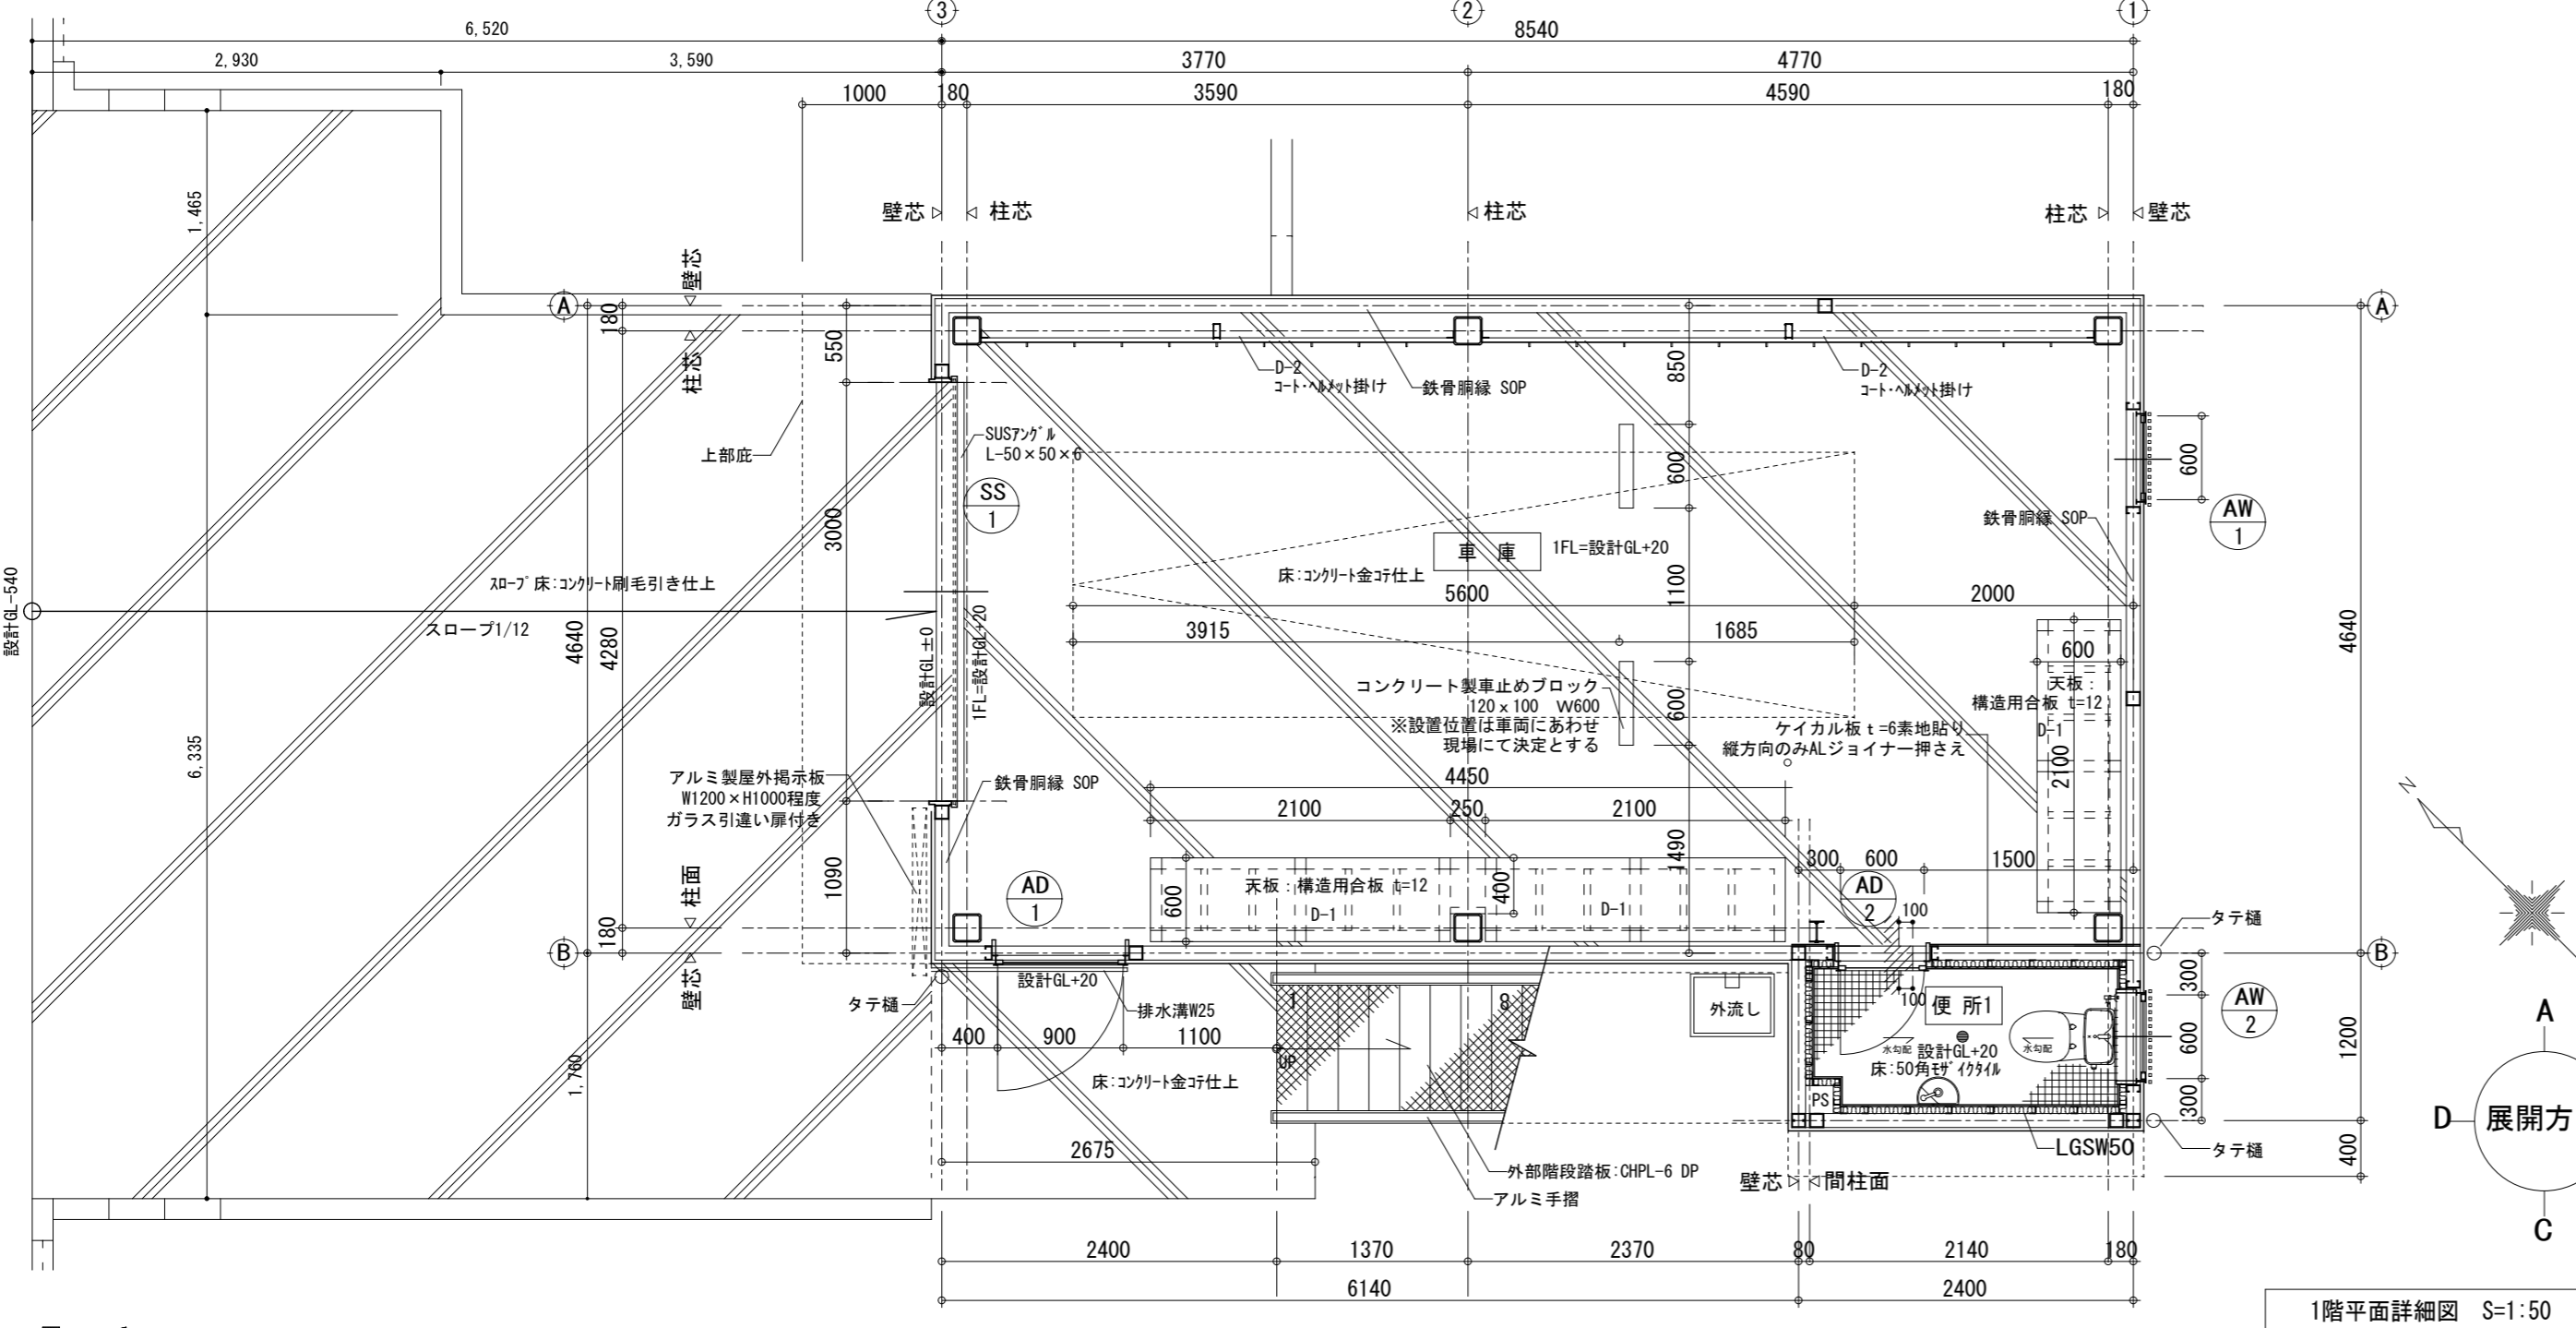 3
2
1
6,520
8540
2,930
3,590
3770
4770
1000
180
3590
4590
180
1,465
壁芯
柱芯
柱芯
柱芯
壁芯
壁芯
A
180
柱芯
550
A
D-2
コート・ヘルメット掛け
鉄骨胴縁 SOP
850
D-2
コート・ヘルメット掛け
上部庇
SUSアングル
L-50×50×6
600
600
SS
1
鉄骨胴縁 SOP
AW
1
3000
車 庫
1FL=設計GL+20
床:コンクリート金コテ仕上
1100
設計GL-540
スロープ 床:コンクリート刷毛引き仕上
スロープ1/12
4640
4280
設計GL±0
1FL=設計GL+20
5600
2000
3915
1685
4640
600
天板:
構造用合板 t=12
D-1
2100
コンクリート製車止めブロック
120×100 W600
※設置位置は車両にあわせ
現場にて決定とする
600
ケイカル板 t=6素地貼り
縦方向のみALジョイナー押さえ
6,335
アルミ製屋外掲示板
W1200×H1000程度
ガラス引違い扉付き
鉄骨胴縁 SOP
4450
2100
250
2100
N
1490
300
600
1500
柱面
1090
AD
1
600
天板:構造用合板 t=12
D-1
400
D-1
AD
2
100
タテ樋
180
B
壁芯
B
設計GL+20
排水溝W25
タテ樋
400
900
1100
1
8
UP
外流し
100
便 所1
水勾配
設計GL+20
床:50角モザイクタイル
水勾配
300
600
300
AW
2
1200
A
床:コンクリート金コテ仕上
1,760
PS
D
展開方
2675
外部階段踏板:CHPL-6 DP
アルミ手摺
LGSW50
タテ樋
400
壁芯
間柱面
C
2400
1370
2370
80
2140
180
6140
2400
1階平面詳細図 S=1:50